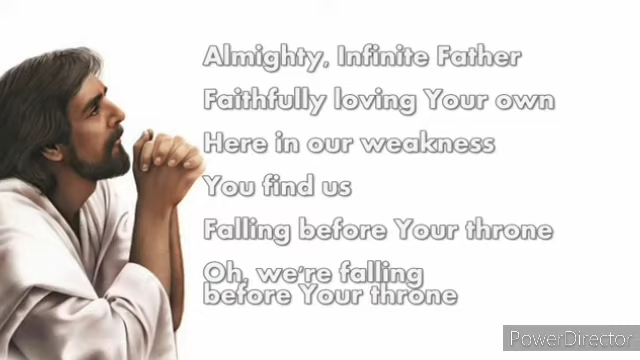 Almighty, Infinite Father
Faithfully loving Your own
Here in our weakness
You find us
Falling before Your throne
Oh, we're falling
before Your throne
PowerDirector